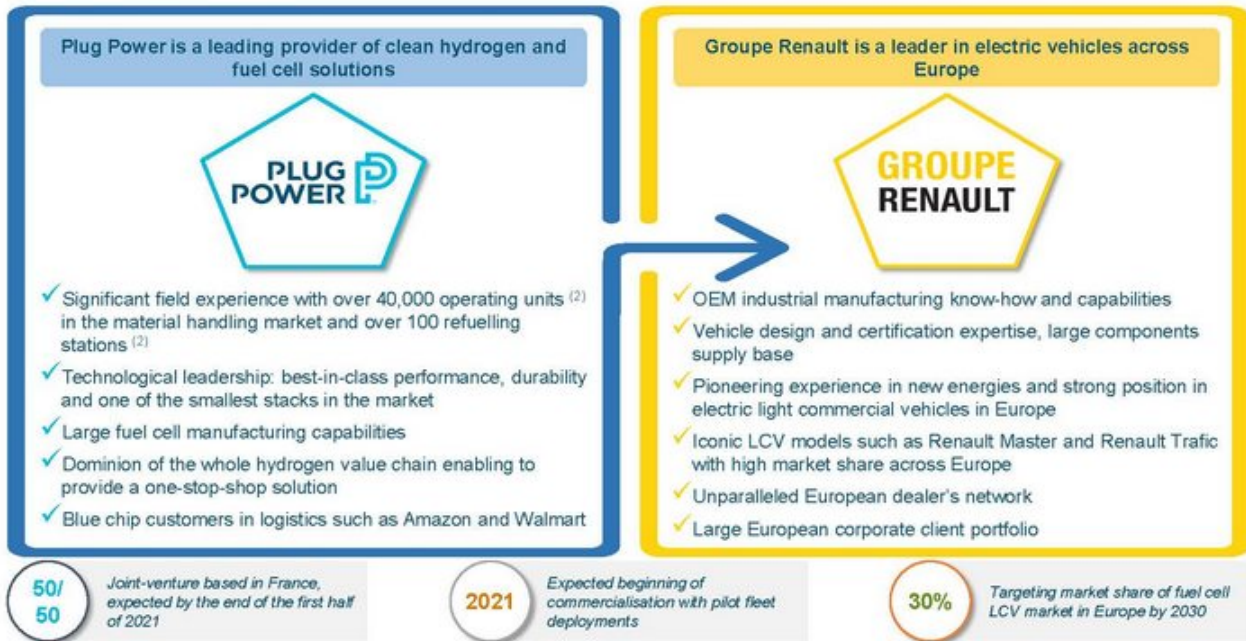 Plug Power is a leading provider of clean hydrogen and
fuel cell solutions
PLUG
POWER
Significant field experience with over 40,000 operating units (2)
in the material handling market and over 100 refuelling
stations (2)
Technological leadership: best-in-class performance, durability
and one of the smallest stacks in the market
Large fuel cell manufacturing capabilities
Dominion of the whole hydrogen value chain enabling to
provide a one-stop-shop solution
Blue chip customers in logistics such as Amazon and Walmart
Groupe Renault is a leader in electric vehicles across
Europe
GROUPE
RENAULT
OEM industrial manufacturing know-how and capabilities
Vehicle design and certification expertise, large components
supply base
Pioneering experience in new energies and strong position in
electric light commercial vehicles in Europe
Iconic LCV models such as Renault Master and Renault Trafic
with high market share across Europe
Unparalleled European dealer's network
Large European corporate client portfolio
50/
50
Joint-venture based in France,
expected by the end of the first half
of 2021
2021
Expected beginning of
commercialisation with pilot fleet
deployments
30%
Targeting market share of fuel cell
LCV market in Europe by 2030